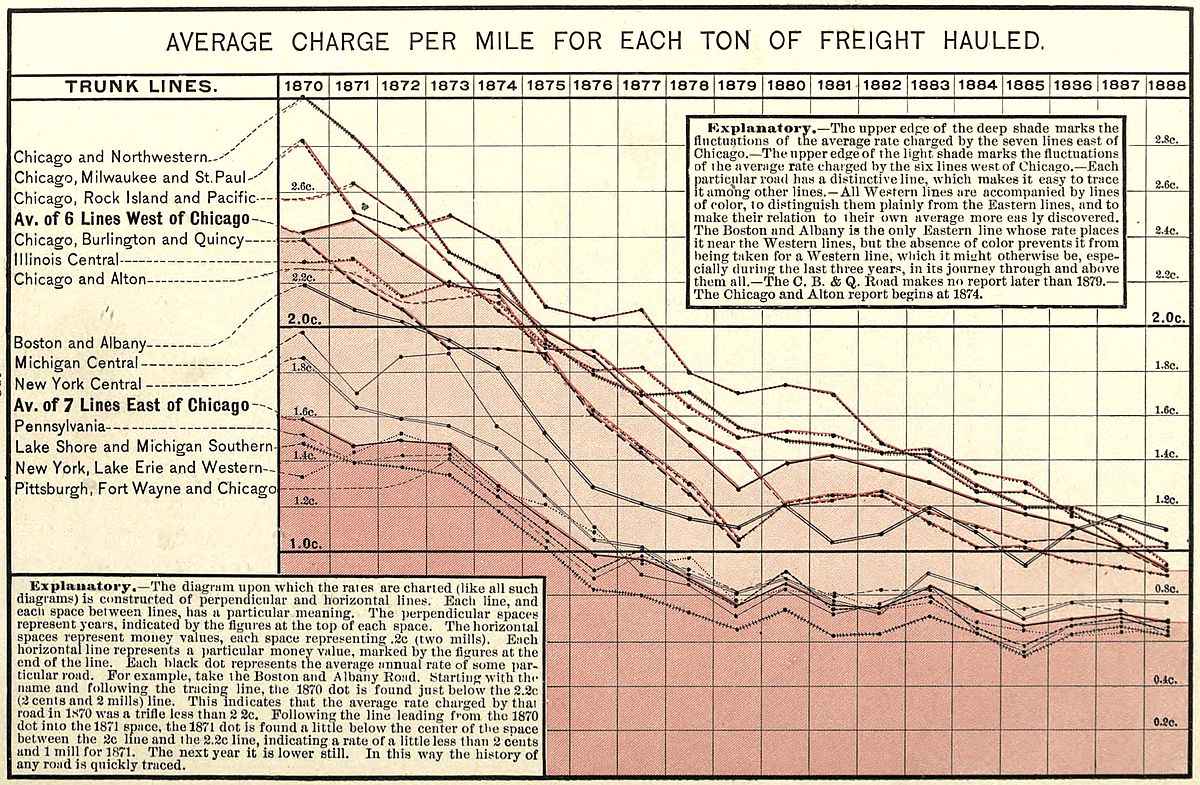 AVERAGE CHARGE PER MILE FOR EACH TON OF FREIGHT HAULED.
TRUNK LINES. 1870 1871 1872 1873 1874 1875 1876 1877 1878 1879 1880 1881 1882 1883 1884 1885 1886 1887 1888
Chicago and Northwestern
Chicago, Milwaukee and St. Paul
Chicago, Rock Island and Pacific
Av. of 6 Lines West of Chicago
Chicago, Burlington and Quincy
Illinois Central
Chicago and Alton
Boston and Albany
Michigan Central
New York Central
Av. of 7 Lines East of Chicago
Pennsylvania
Lake Shore and Michigan Southern
New York, Lake Erie and Western
Pittsburgh, Fort Wayne and Chicago
2.6c.
2.4c.
2.2c.
2.0c.
1.8c.
1.6c.
1.4c.
1.2c.
1.0c.
Explanatory.—The upper edge of the deep shade marks the
fluctuations of the average rate charged by the seven lines east of
Chicago.—The upper edge of the light shade marks the fluctuations
of the average rate charged by the six lines west of Chicago.—Each
particular road has a distinctive line, which makes it easy to trace
it among other lines.—All Western lines are accompanied by lines
of color, to distinguish them plainly from the Eastern lines, and to
make their relation to their own average more eas ly discovered.
The Boston and Albany is the only Eastern line whose rate places
it near the Western lines, but the absence of color prevents it from
being taken for a Western line, which it might otherwise be, espe-
cially during the last three years, in its journey through and above
them all.—The C. B. & Q. Road makes no report later than 1879.—
The Chicago and Alton report begins at 1874.
2.8c.
2.6c.
2.4c.
2.2c.
2.0c.
1.8c.
1.6c.
1.4c.
1.2c.
1.0c.
0.8c.
0.4c.
0.2c.
Explanatory.—The diagram upon which the rates are charted (like all such
diagrams) is constructed of perpendicular and horizontal lines. Each line, and
each space between lines, has a particular meaning. The perpendicular spaces
represent years, indicated by the figures at the top of each space. The horizontal
spaces represent money values, each space representing .2c (two mills). Each
horizontal line represents a particular money value, marked by the figures at the
end of the line. Each black dot represents the average annual rate of some par-
ticular road. For example, take the Boston and Albany Road. Starting with the
name and following the tracing line, the 1870 dot is found just below the 2.2c
(2 cents and 2 mills) line. This indicates that the average rate charged by that
road in 1870 was a trifle less than 2 2c. Following the line leading from the 1870
dot into the 1871 space, the 1871 dot is found a little below the center of the space
between the 2c line and the 2.2c line, indicating a rate of a little less than 2 cents
and 1 mill for 1871. The next year it is lower still. In this way the history of
any road is quickly traced.